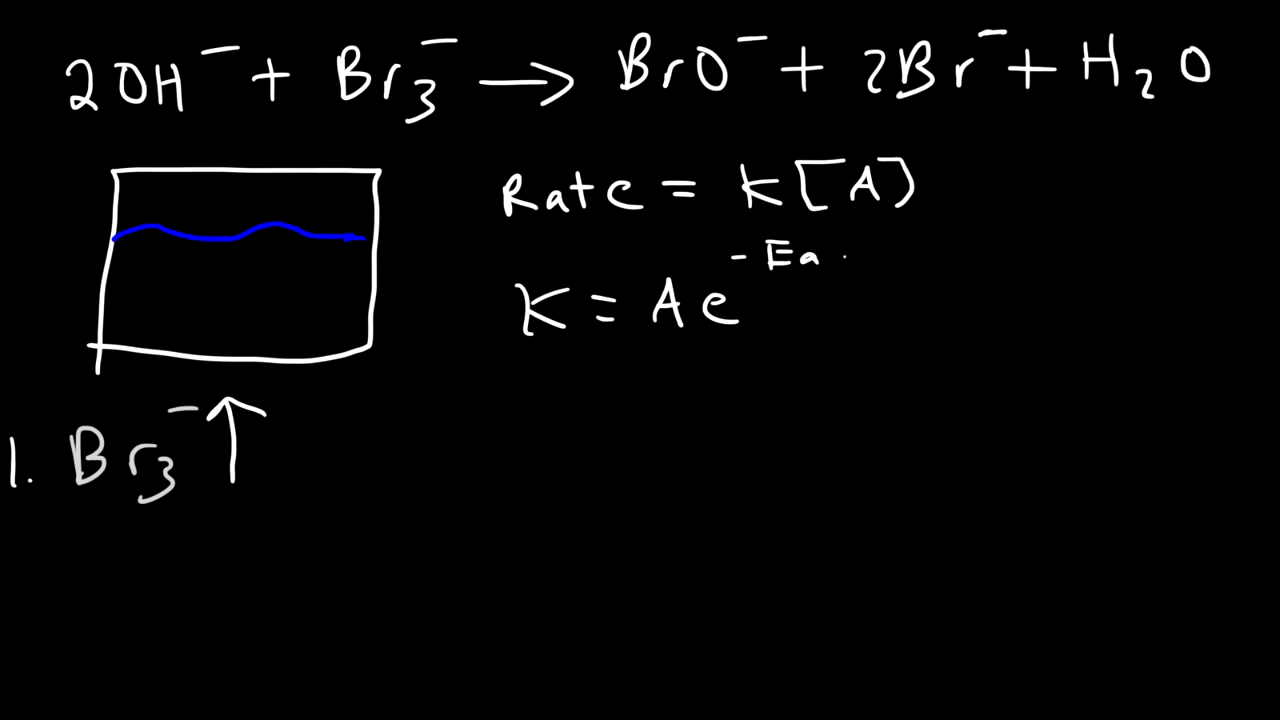 2OH⁻ + Br₃⁻ → BrO⁻ + 2Br⁻ + H₂O
Rate = K[A]
K = Ae^-Ea
1. Br₃⁻ ↑